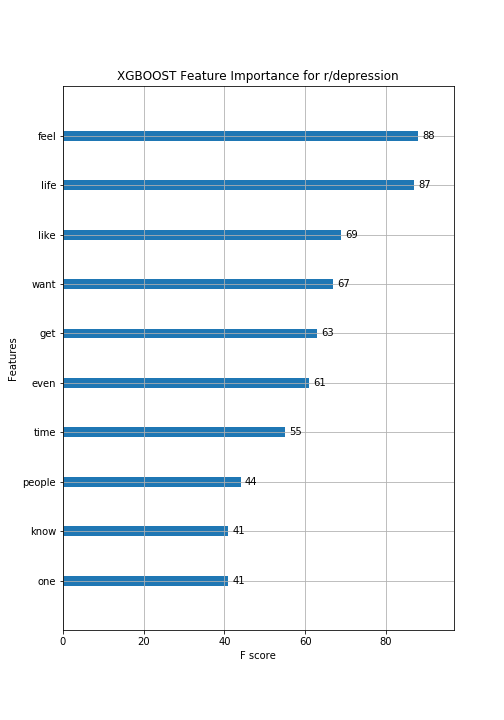 XGBOOST Feature Importance for r/depression
feel 88
life 87
like 69
want 67
get 63
even 61
time 55
people 44
know 41
one 41
Features
0 20 40 60 80
F score